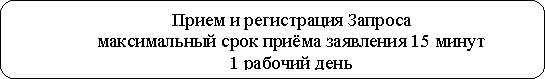 Прием и регистрация Запроса
максимальный срок приёма заявления 15 минут
1 рабочий день